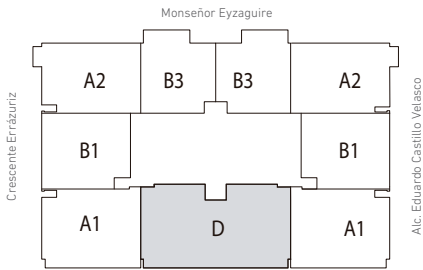 Monseñor Eyzaguire
A2 B3 B3 A2
Crescente Errázuriz
Alc. Eduardo Castillo Velasco
B1 B1
A1 D A1